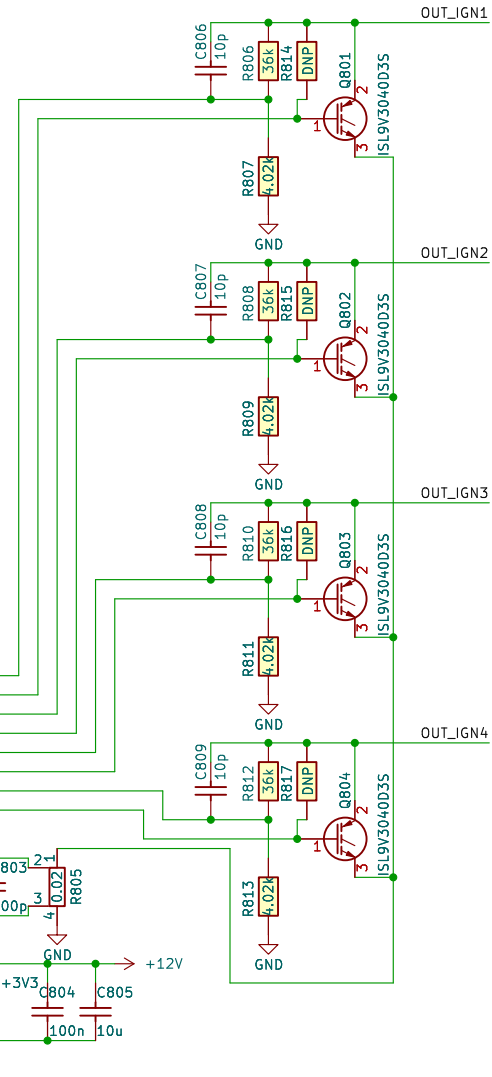 OUT_IGN1
C806
10p
R806
36k
R814
DNP
Q801
ISL9V3040D3S
2
1
3
R807
4.02k
GND
OUT_IGN2
C807
10p
R808
36k
R815
DNP
Q802
ISL9V3040D3S
2
1
3
R809
4.02k
GND
OUT_IGN3
C808
10p
R810
36k
R816
DNP
Q803
ISL9V3040D3S
2
1
3
R811
4.02k
GND
OUT_IGN4
C809
10p
R812
36k
R817
DNP
Q804
ISL9V3040D3S
2
1
3
803
2
1
0.02
R805
3
4
00p
R813
4.02k
GND
GND
+12V
+3V3
C804
C805
100n
10u